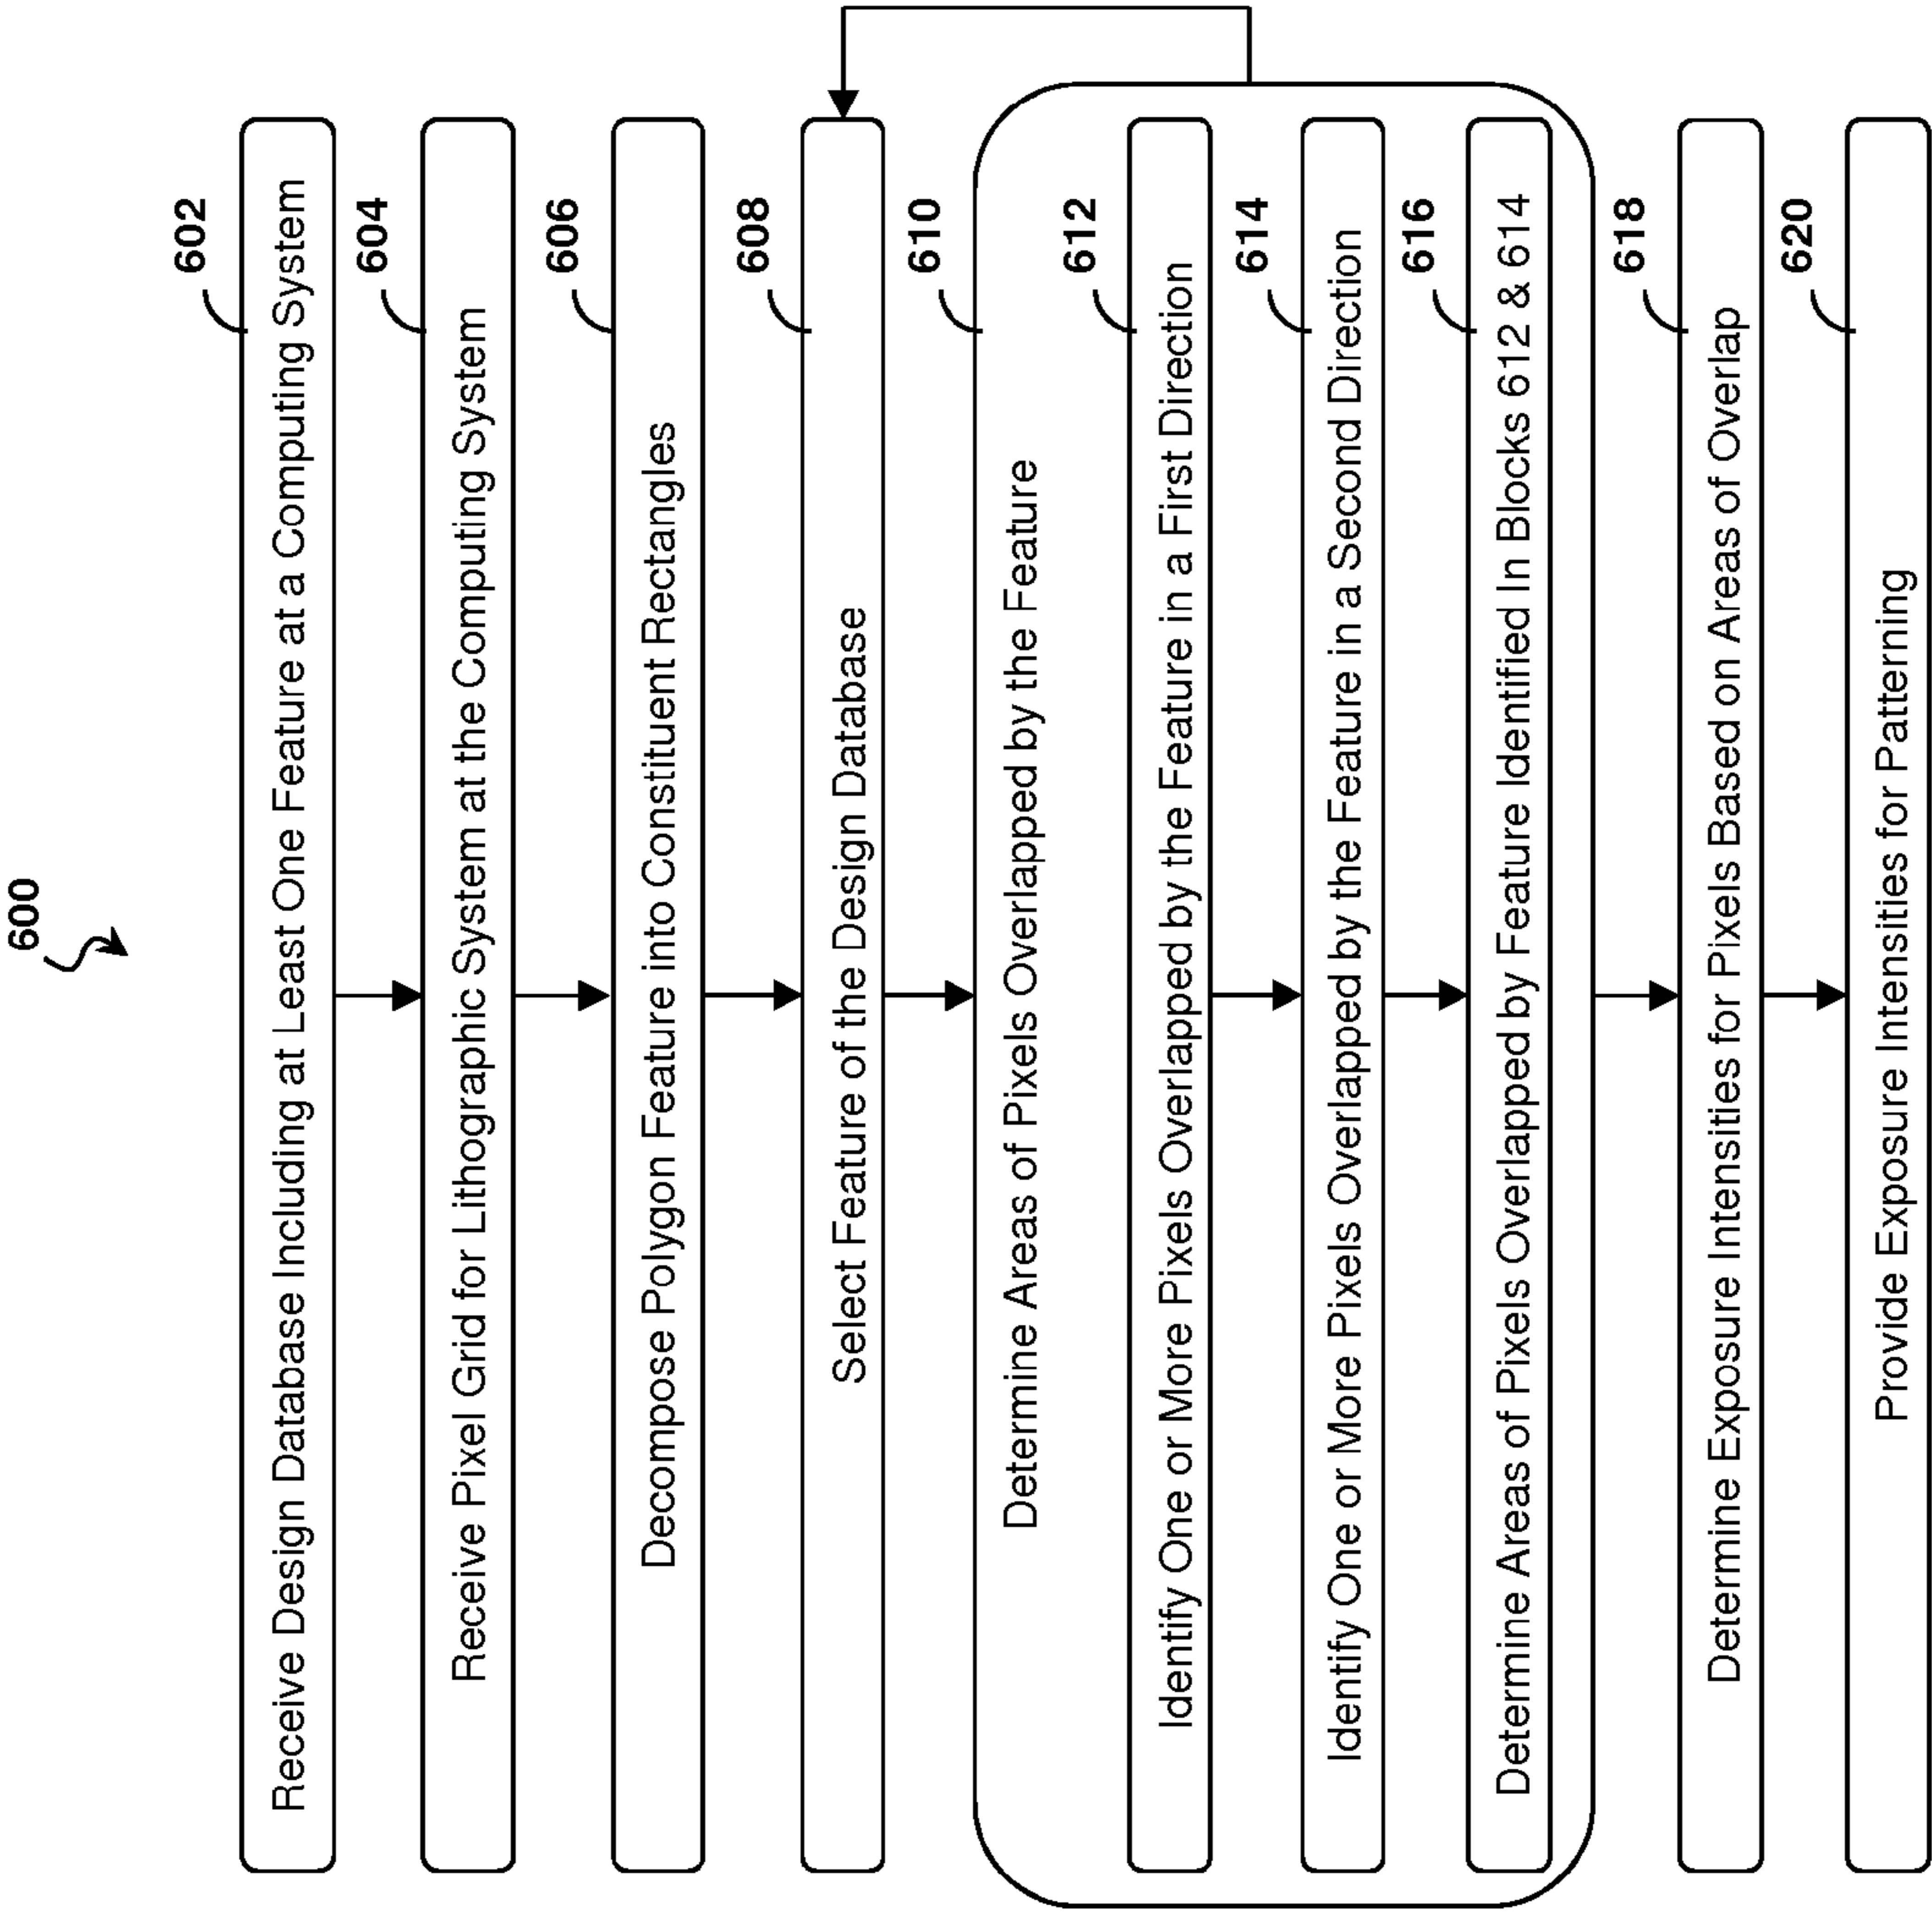 600
602
Receive Design Database Including at Least One Feature at a Computing System
604
Receive Pixel Grid for Lithographic System at the Computing System
606
Decompose Polygon Feature into Constituent Rectangles
608
Select Feature of the Design Database
610
Determine Areas of Pixels Overlapped by the Feature
612
Identify One or More Pixels Overlapped by the Feature in a First Direction
614
Identify One or More Pixels Overlapped by the Feature in a Second Direction
616
Determine Areas of Pixels Overlapped by Feature Identified In Blocks 612 & 614
618
Determine Exposure Intensities for Pixels Based on Areas of Overlap
620
Provide Exposure Intensities for Patterning